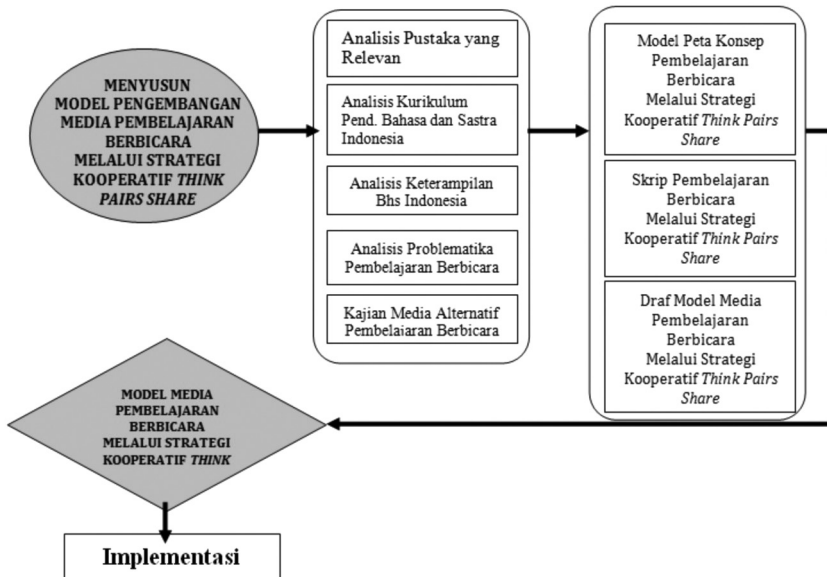 MENYUSUN
MODEL PENGEMBANGAN
MEDIA PEMBELAJARAN
BERBICARA
MELALUI STRATEGI
KOOPERATIF THINK
PAIRS SHARE
Analisis Pustaka yang
Relevan
Analisis Kurikulum
Pend. Bahasa dan Sastra
Indonesia
Analisis Keterampilan
Bhs Indonesia
Analisis Problematika
Pembelajaran Berbicara
Kajian Media Alternatif
Pembelaiaran Berbicara
Model Peta Konsep
Pembelajaran
Berbicara
Melalui Strategi
Kooperatif Think Pairs
Share
Skrip Pembelajaran
Berbicara
Melalui Strategi
Kooperatif Think Pairs
Share
Draf Model Media
Pembelajaran
Berbicara
Melalui Strategi
Kooperatif Think Pairs
Share
MODEL MEDIA
PEMBELAJARAN
BERBICARA
MELALUI STRATEGI
KOOPERATIF THINK
Implementasi